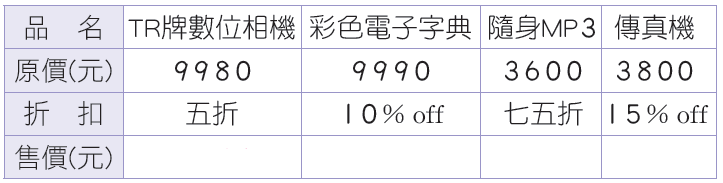 品 名 TR牌數位相機 彩色電子字典 隨身MP3 傳真機
原價(元) 9980 9990 3600 3800
折 扣 五折 10% off 七五折 15% off
售價(元)